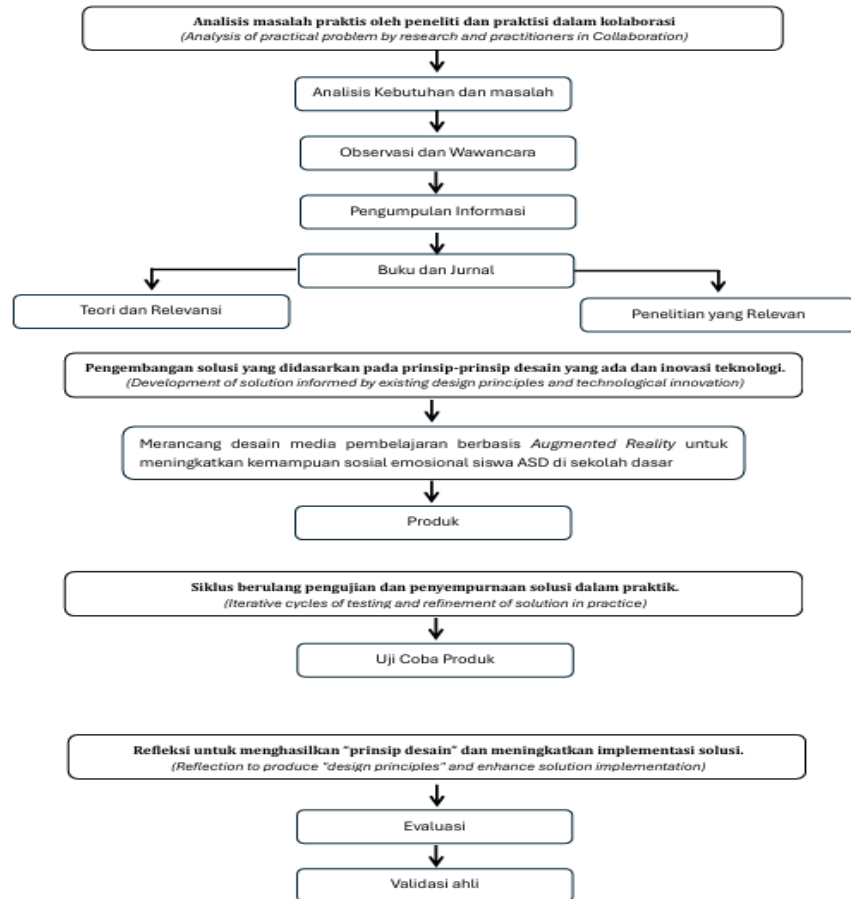 Analisis masalah praktis oleh peneliti dan praktisi dalam kolaborasi
(Analysis of practical problem by research and practitioners in Collaboration)
Analisis Kebutuhan dan masalah
Observasi dan Wawancara
Pengumpulan Informasi
Buku dan Jurnal
Teori dan Relevansi
Penelitian yang Relevan
Pengembangan solusi yang didasarkan pada prinsip-prinsip desain yang ada dan inovasi teknologi.
(Development of solution informed by existing design principles and technological innovation)
Merancang desain media pembelajaran berbasis Augmented Reality untuk
meningkatkan kemampuan sosial emosional siswa ASD di sekolah dasar
Produk
Siklus berulang pengujian dan penyempurnaan solusi dalam praktik.
(Iterative cycles of testing and refinement of solution in practice)
Uji Coba Produk
Refleksi untuk menghasilkan “prinsip desain” dan meningkatkan implementasi solusi.
(Reflection to produce "design principles" and enhance solution implementation)
Evaluasi
Validasi ahli